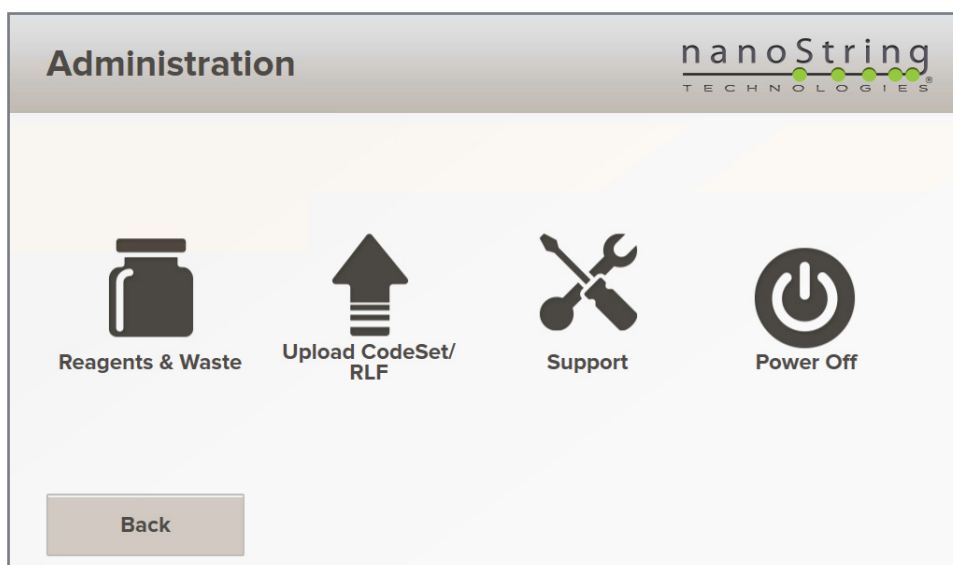 Administration
nanoString
TECHNOLOGIES®
Reagents & Waste
Upload CodeSet/
RLF
Support
Power Off
Back